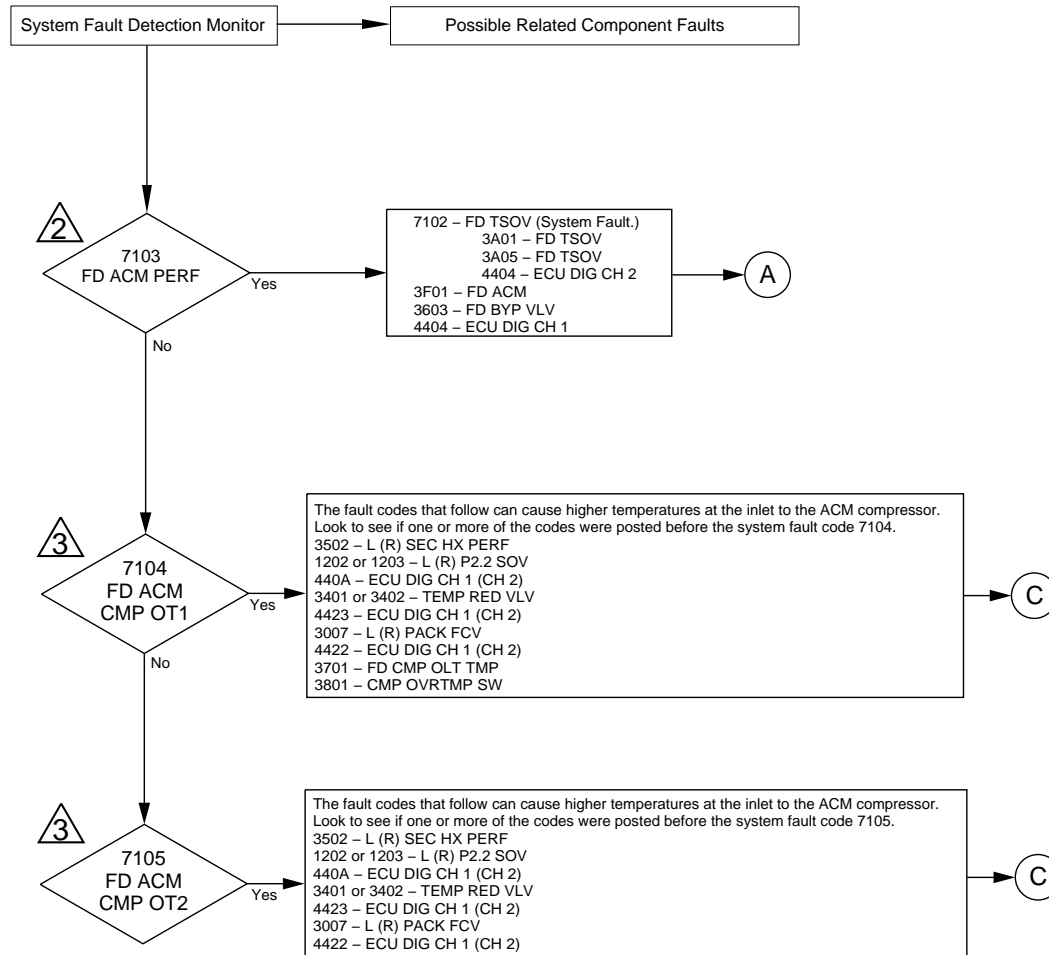 System Fault Detection Monitor
Possible Related Component Faults
2
7103
FD ACM PERF
Yes
No
7102 – FD TSOV (System Fault.)
3A01 – FD TSOV
3A05 – FD TSOV
4404 – ECU DIG CH 2
3F01 – FD ACM
3603 – FD BYP VLV
4404 – ECU DIG CH 1
A
3
7104
FD ACM
CMP OT1
Yes
No
The fault codes that follow can cause higher temperatures at the inlet to the ACM compressor.
Look to see if one or more of the codes were posted before the system fault code 7104.
3502 – L (R) SEC HX PERF
1202 or 1203 – L (R) P2.2 SOV
440A – ECU DIG CH 1 (CH 2)
3401 or 3402 – TEMP RED VLV
4423 – ECU DIG CH 1 (CH 2)
3007 – L (R) PACK FCV
4422 – ECU DIG CH 1 (CH 2)
3701 – FD CMP OLT TMP
3801 – CMP OVRTMP SW
C
3
7105
FD ACM
CMP OT2
Yes
The fault codes that follow can cause higher temperatures at the inlet to the ACM compressor.
Look to see if one or more of the codes were posted before the system fault code 7105.
3502 – L (R) SEC HX PERF
1202 or 1203 – L (R) P2.2 SOV
440A – ECU DIG CH 1 (CH 2)
3401 or 3402 – TEMP RED VLV
4423 – ECU DIG CH 1 (CH 2)
3007 – L (R) PACK FCV
4422 – ECU DIG CH 1 (CH 2)
C